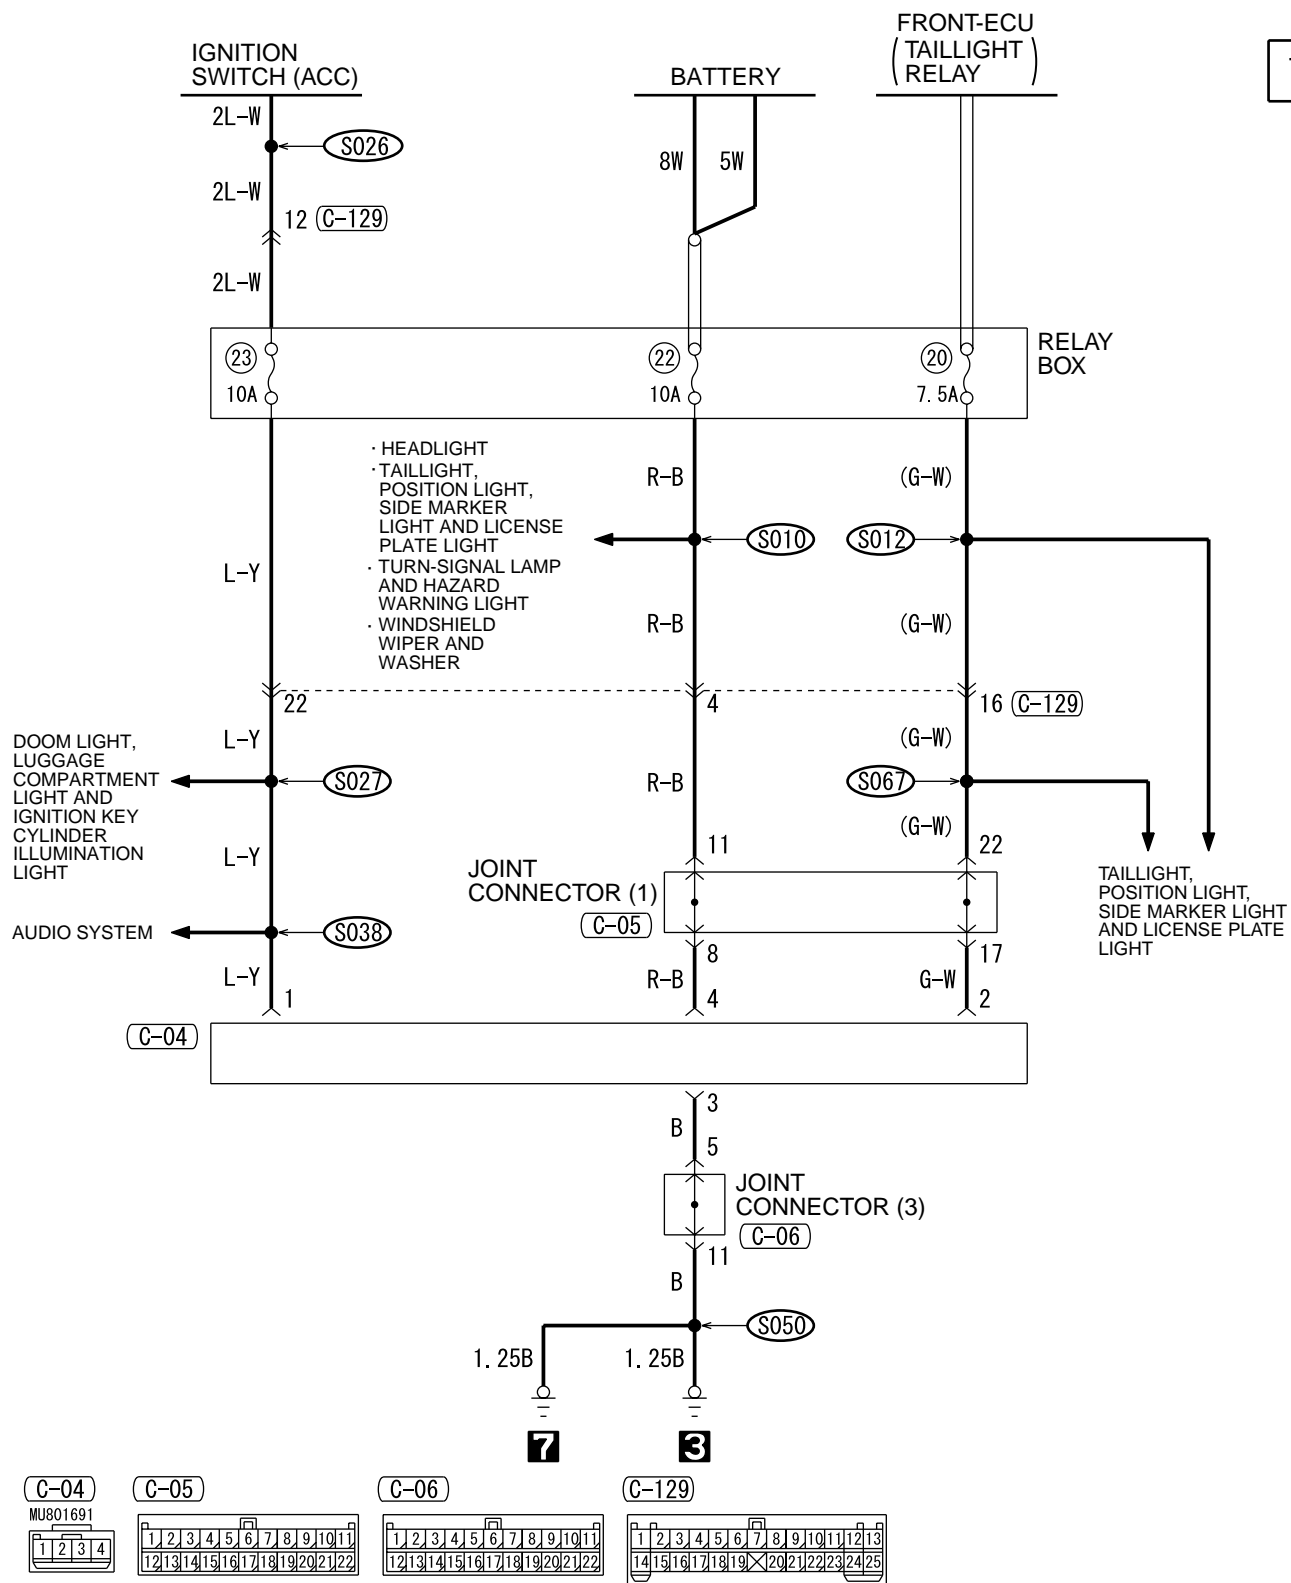 IGNITION
SWITCH (ACC)
BATTERY
FRONT-ECU
( TAILLIGHT )
RELAY
2L-W
S026
8W
5W
2L-W
12
C-129
2L-W
RELAY
BOX
23
10A
22
10A
20
7.5A
· HEADLIGHT
· TAILLIGHT,
POSITION LIGHT,
SIDE MARKER
LIGHT AND LICENSE
PLATE LIGHT
· TURN-SIGNAL LAMP
AND HAZARD
WARNING LIGHT
· WINDSHIELD
WIPER AND
WASHER
R-B
(G-W)
S010
S012
L-Y
R-B
(G-W)
22
4
16
C-129
DOOM LIGHT,
LUGGAGE
COMPARTMENT
LIGHT AND
IGNITION KEY
CYLINDER
ILLUMINATION
LIGHT
L-Y
(G-W)
S027
R-B
S067
(G-W)
L-Y
11
22
JOINT
CONNECTOR (1)
C-05
TAILLIGHT,
POSITION LIGHT,
SIDE MARKER LIGHT
AND LICENSE PLATE
LIGHT
AUDIO SYSTEM
S038
8
17
L-Y
R-B
G-W
1
4
2
C-04
3
B
5
JOINT
CONNECTOR (3)
C-06
11
B
S050
1.25B
1.25B
7
3
C-04
MU801691
1 2 3 4
C-05
1 2 3 4 5 6 7 8 9 10 11
12 13 14 15 16 17 18 19 20 21 22
C-06
1 2 3 4 5 6 7 8 9 10 11
12 13 14 15 16 17 18 19 20 21 22
C-129
1 2 3 4 5 6 7 8 9 10 11 12 13
14 15 16 17 18 19 20 21 22 23 24 25